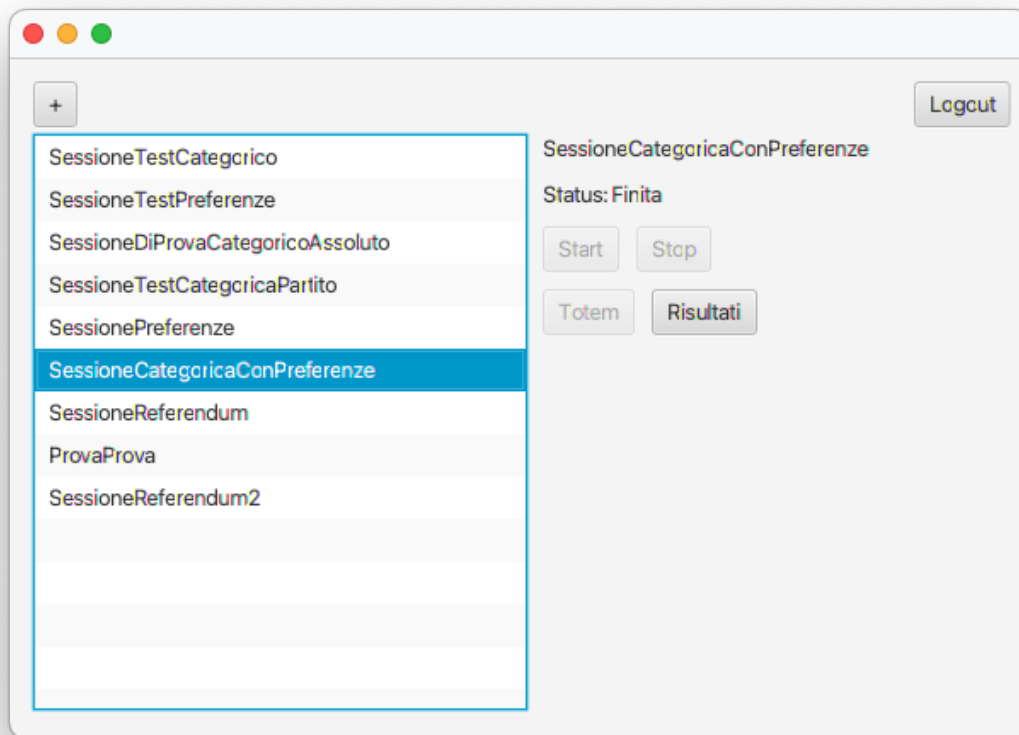 +
Logout
SessioneTestCategorico
SessioneTestPreferenze
SessioneDiProvaCategoricoAssoluto
SessioneTestCategoricaPartito
SessionePreferenze
SessioneCategoricaConPreferenze
SessioneReferendum
ProvaProva
SessioneReferendum2
SessioneCategoricaConPreferenze
Status: Finita
Start Stop
Totem Risultati